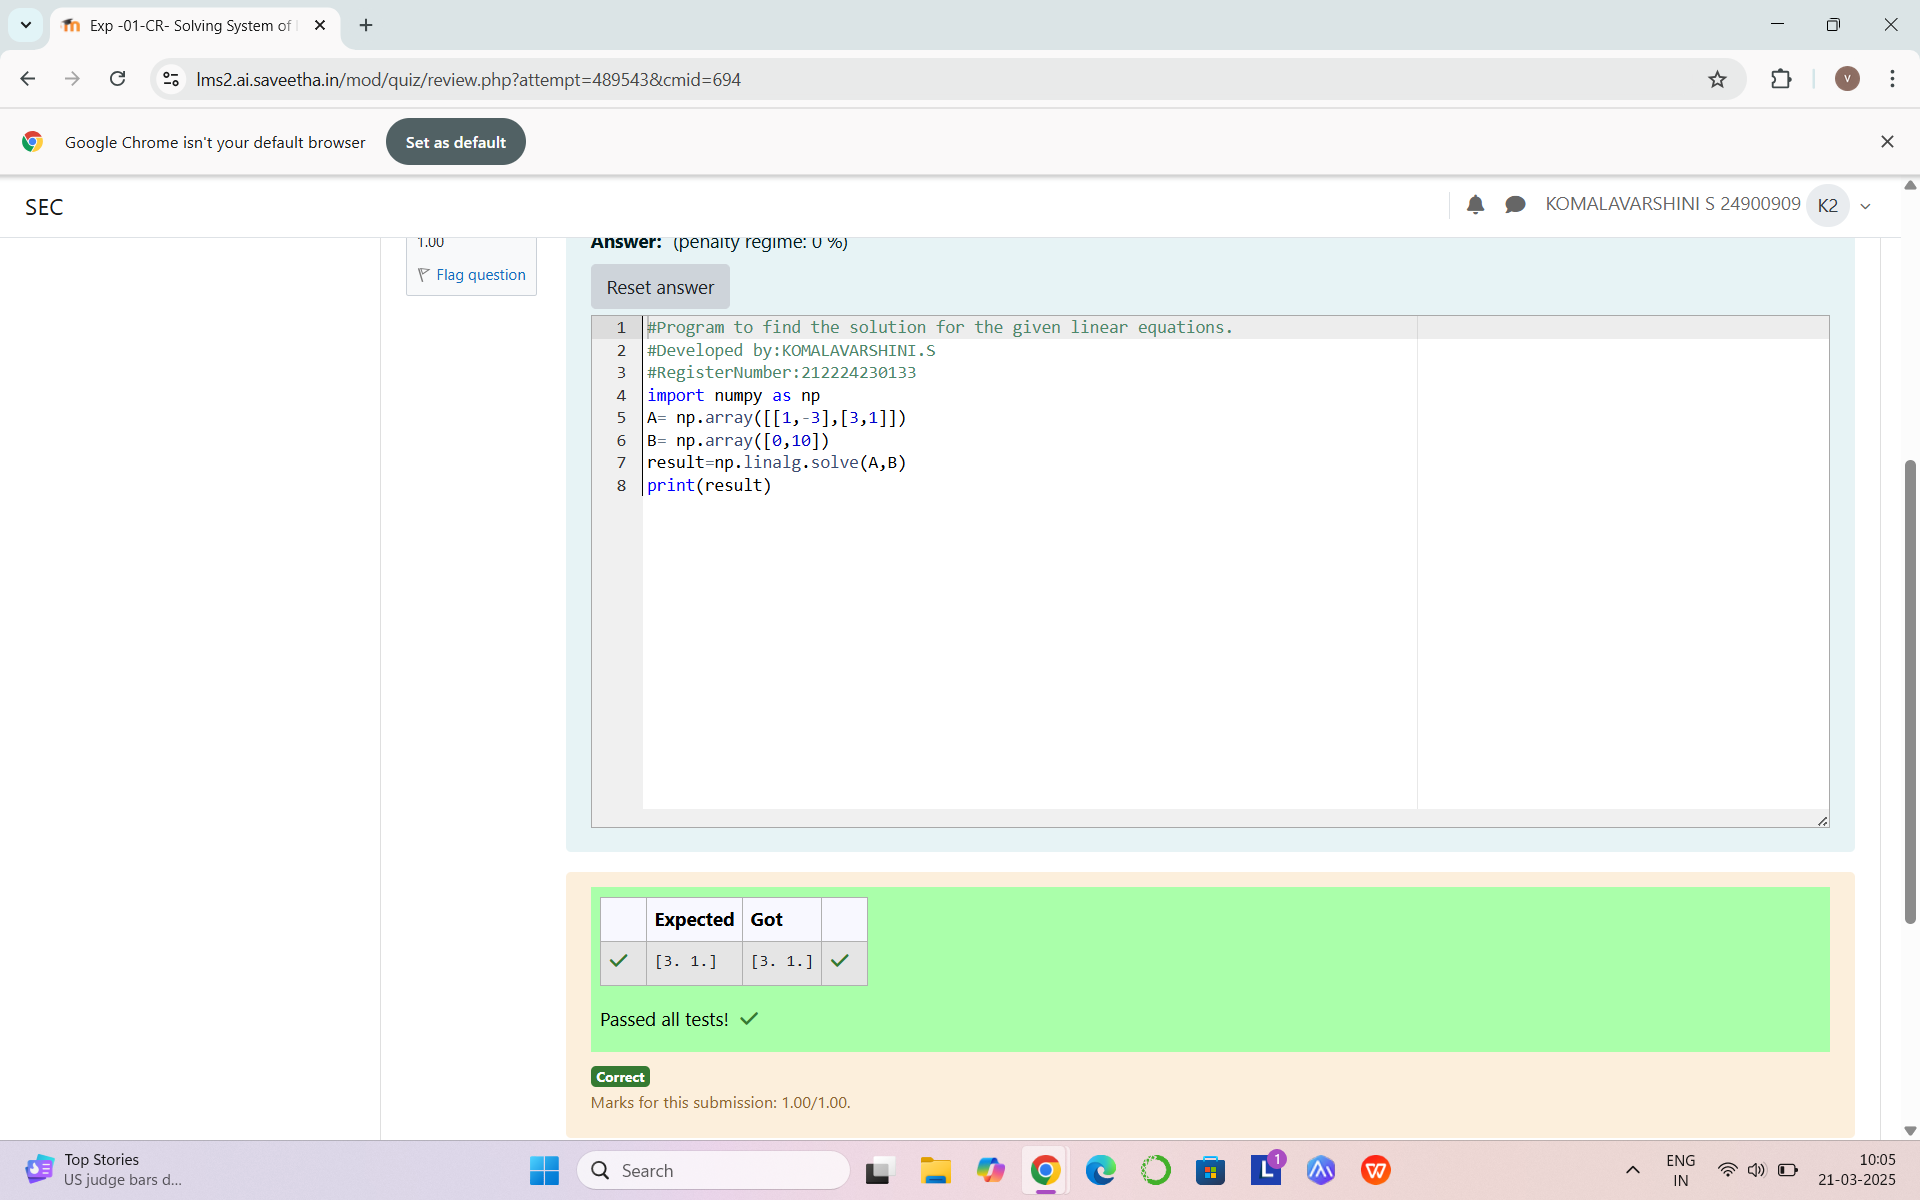 Exp -01-CR- Solving System of
lms2.ai.saveetha.in/mod/quiz/review.php?attempt=489543&cmid=694
V
Google Chrome isn't your default browser
Set as default
SEC
KOMALAVARSHINI S 24900909
K2
1.00
Flag question
Answer: (penalty regime: 0 %)
Reset answer
1 #Program to find the solution for the given linear equations.
2 #Developed by:KOMALAVARSHINI.S
3 #RegisterNumber:212224230133
4 import numpy as np
5 A= np.array([[1,-3],[3,1]])
6 B= np.array([0,10])
7 result=np.linalg.solve(A,B)
8 print(result)
Expected Got
[3. 1.] [3. 1.]
Passed all tests!
Correct
Marks for this submission: 1.00/1.00.
Top Stories
US judge bars d...
Search
1
ENG
IN
10:05
21-03-2025